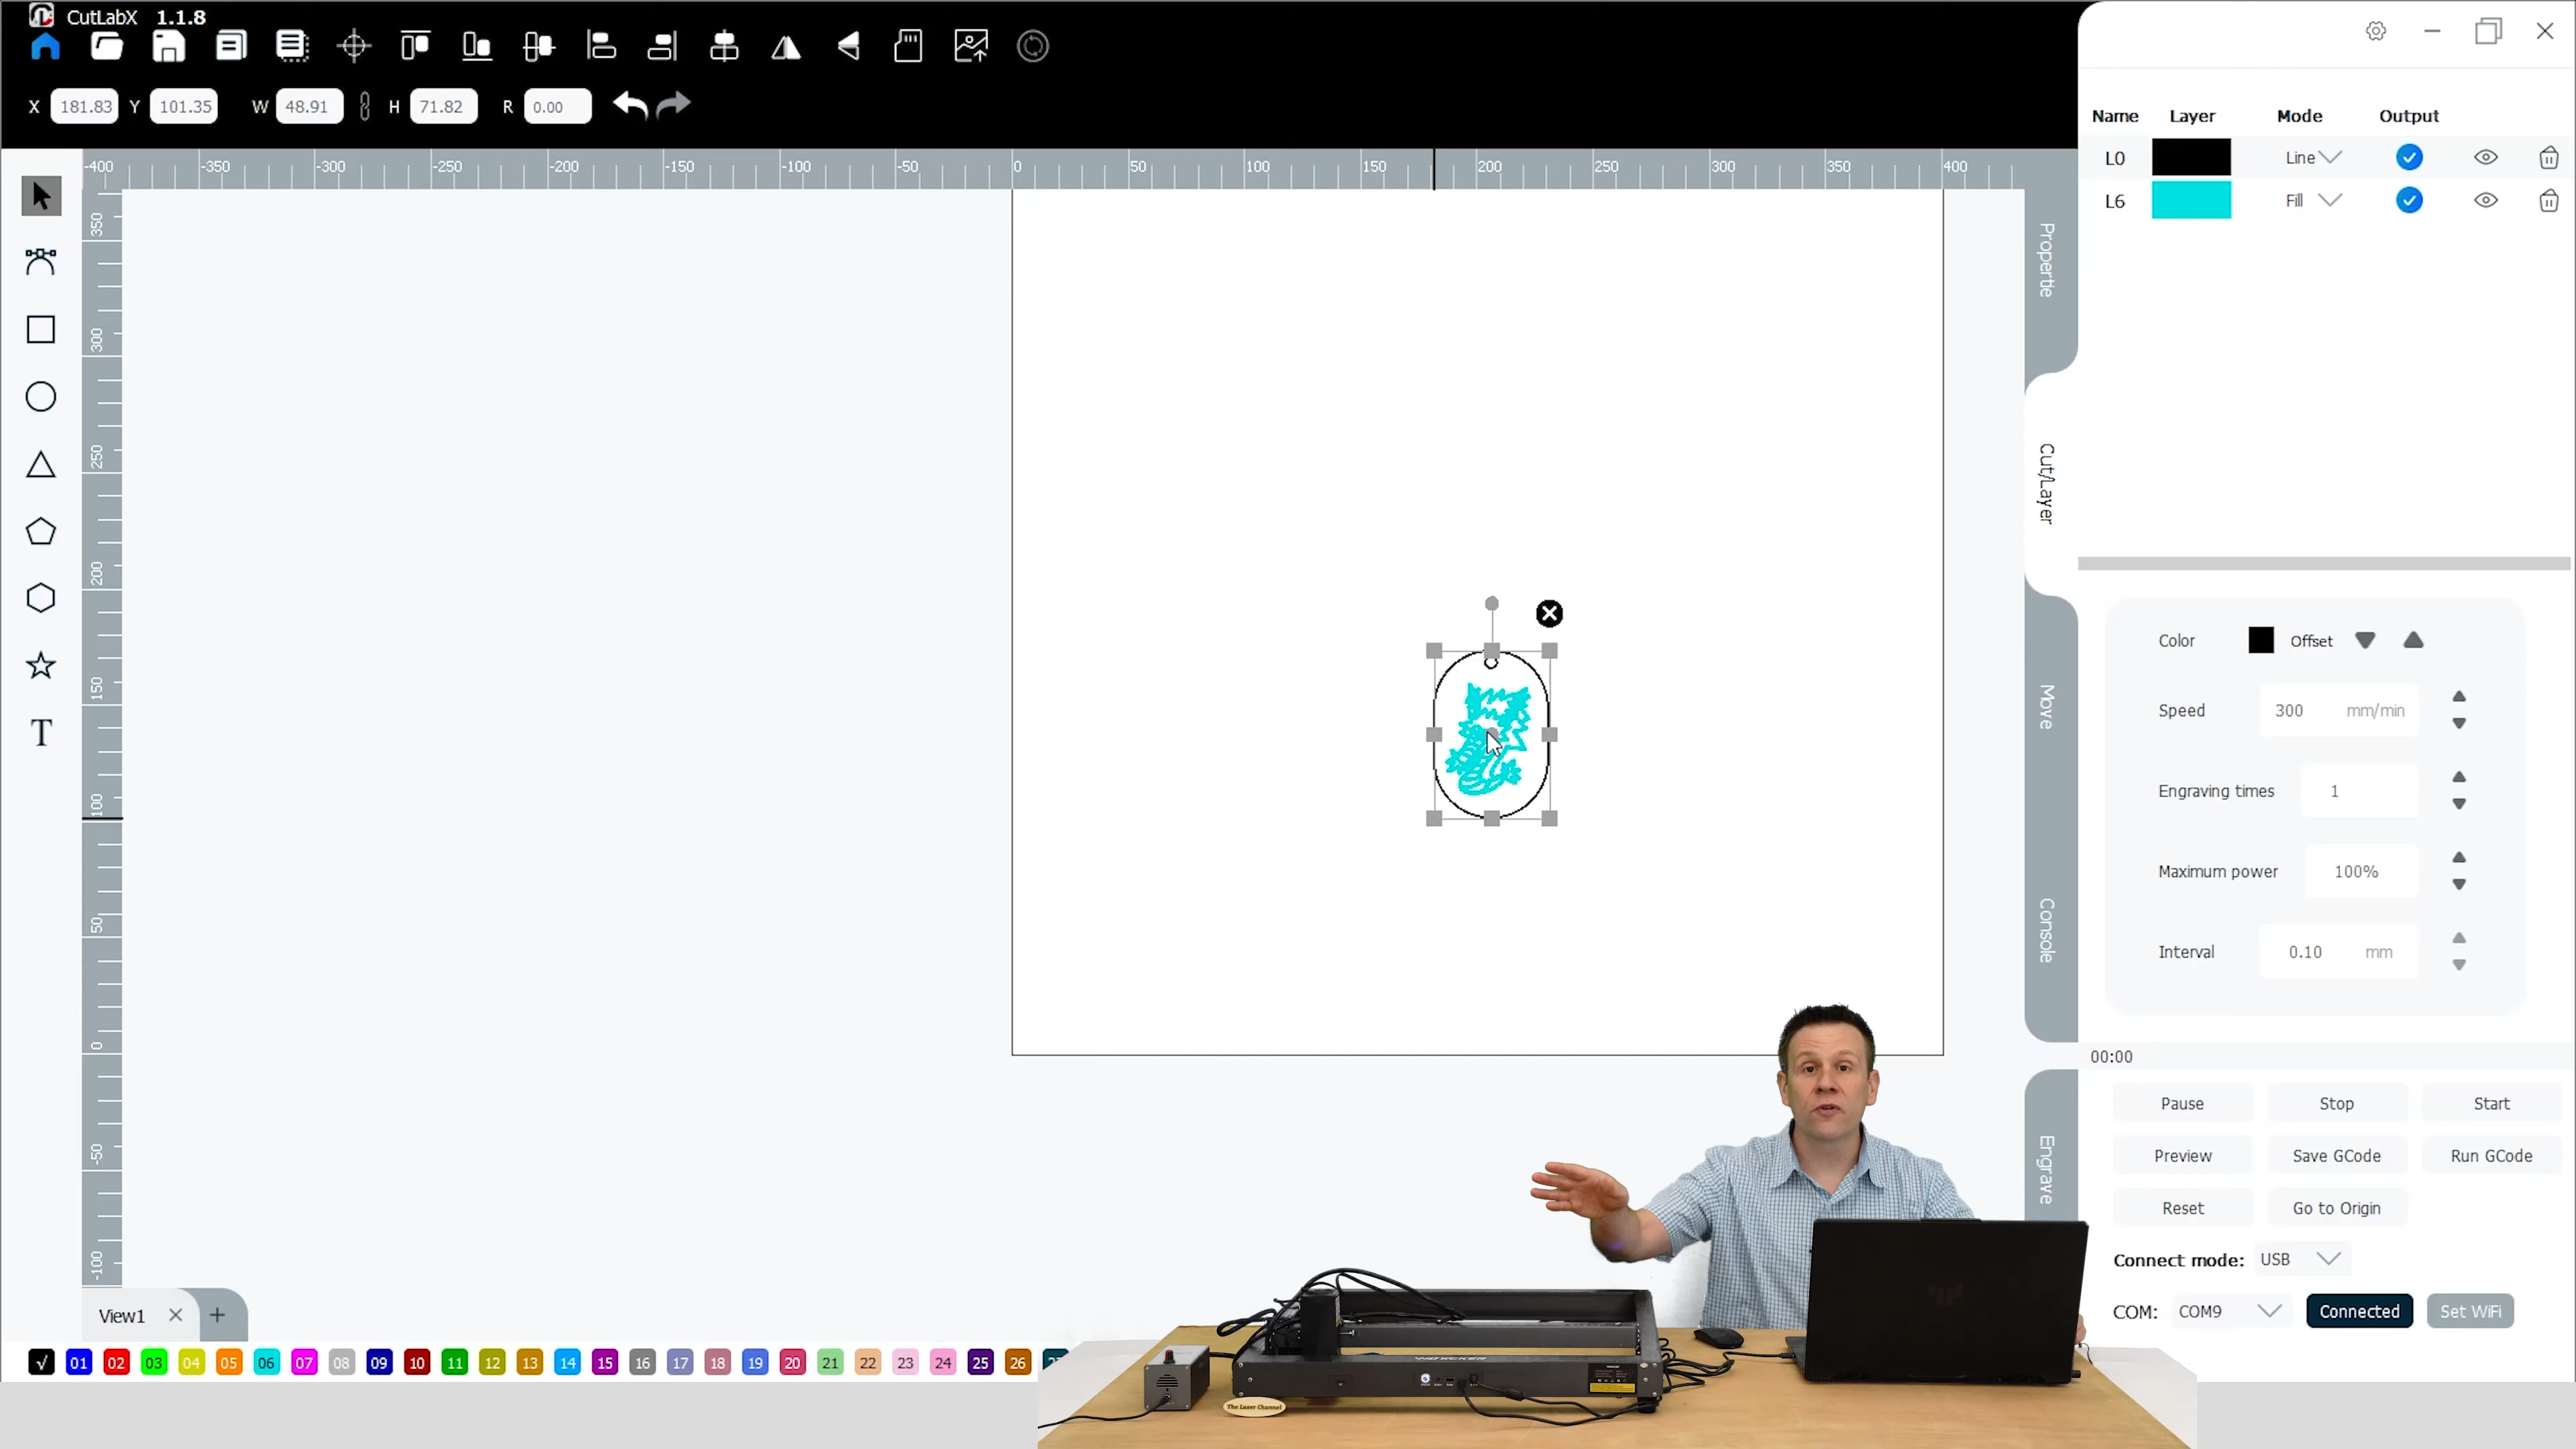 CutLabX 1.1.8
X 181.83 Y 101.35 W 48.91 H 71.82 R 0.00
-400 -350 -300 -250 -200 -150 -100 -50 0 50 100 150 200 250 300 350 400
350
300
250
200
150
100
50
0
-50
-100
T
Propertie
Cut/Layer
Move
Console
Engrave
Name Layer Mode Output
L0 Line
L6 Fill
Color Offset
Speed 300 mm/min
Engraving times 1
Maximum power 100%
Interval 0.10 mm
00:00
Pause Stop Start
Preview Save GCode Run GCode
Reset Go to Origin
Connect mode: USB
COM: COM9 Connected Set WiFi
View1
01 02 03 04 05 06 07 08 09 10 11 12 13 14 15 16 17 18 19 20 21 22 23 24 25 26
The Laser Channel